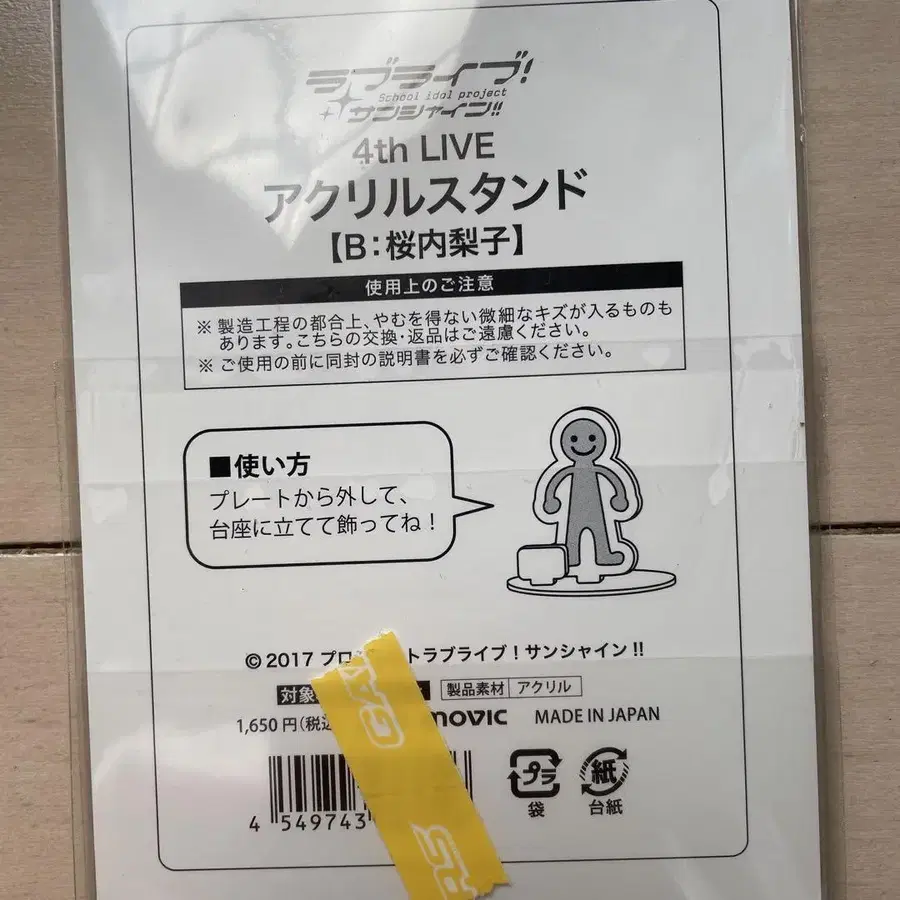 ラブライブ!
School idol project
サンシャイン!!
4th LIVE
アクリルスタンド
【B:桜内梨子】
使用上のご注意
※ 製造工程の都合上、やむを得ない微細なキズが入るものも
あります。こちらの交換・返品はご遠慮ください。
※ ご使用の前に同封の説明書を必ずご確認ください。
■使い方
プレートから外して、
台座に立てて飾ってね!
©2017 プロ トラブライブ!サンシャイン!!
対象 製品素材 アクリル
1,650円(税込 MOVIC MADE IN JAPAN
プラ 紙
袋 台紙
4 549743